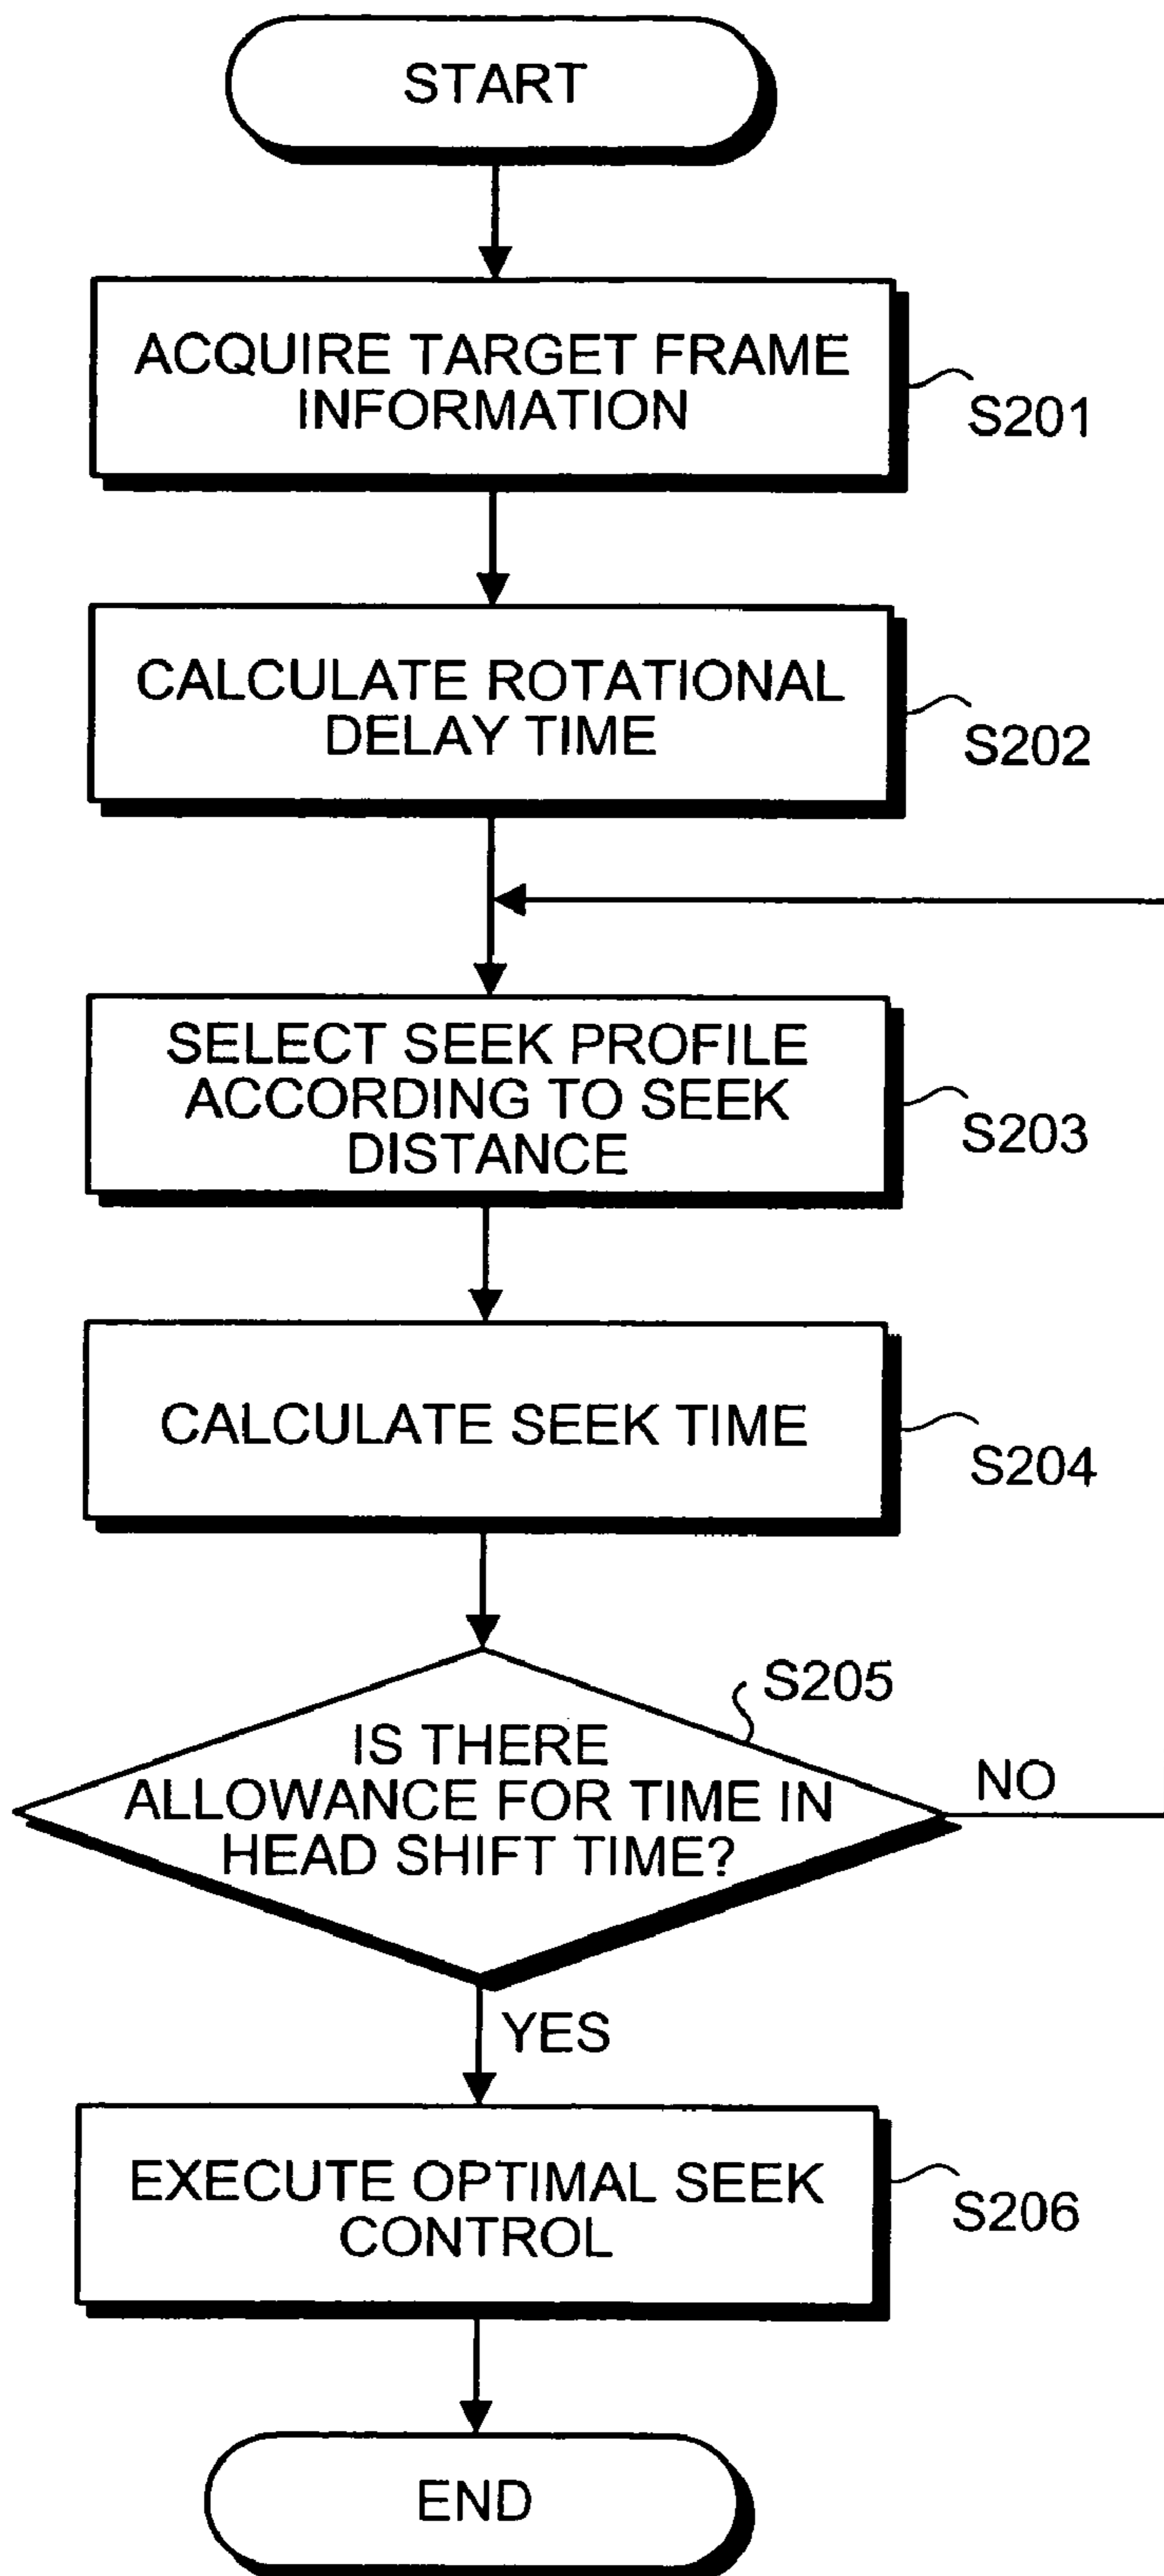 START
ACQUIRE TARGET FRAME
INFORMATION
S201
CALCULATE ROTATIONAL
DELAY TIME
S202
SELECT SEEK PROFILE
ACCORDING TO SEEK
DISTANCE
S203
CALCULATE SEEK TIME
S204
S205
IS THERE
ALLOWANCE FOR TIME IN
HEAD SHIFT TIME?
NO
YES
EXECUTE OPTIMAL SEEK
CONTROL
S206
END